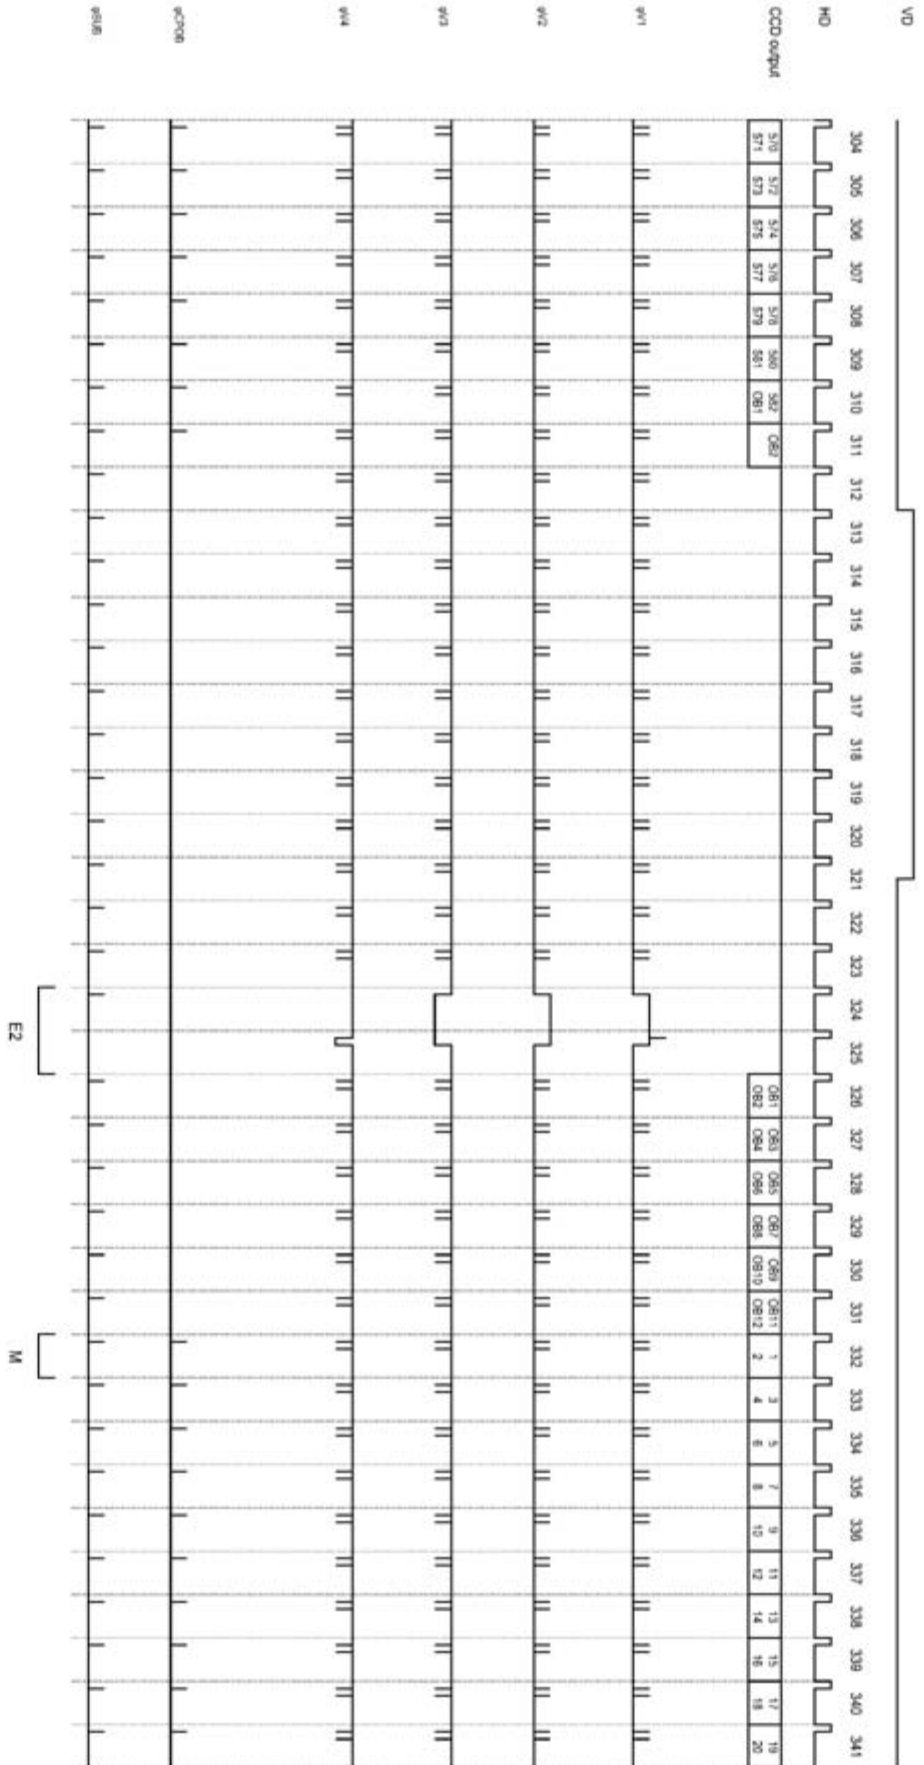 VD
304 305 306 307 308 309 310 311 312 313 314 315 316 317 318 319 320 321 322 323 324 325 326 327 328 329 330 331 332 333 334 335 336 337 338 339 340 341
HD
570 572 574 576 578 580 582 OB2 OB1 OB3 OB5 OB7 OB9 OB11 1 3 5 7 9 11 13 15 17 19
CCD output
571 573 575 577 579 581 OB1 OB2 OB4 OB6 OB8 OB10 OB12 2 4 6 8 10 12 14 16 18 20
φV1
φV2
φV3
φV4
φCPOB
φSUB
E2 M